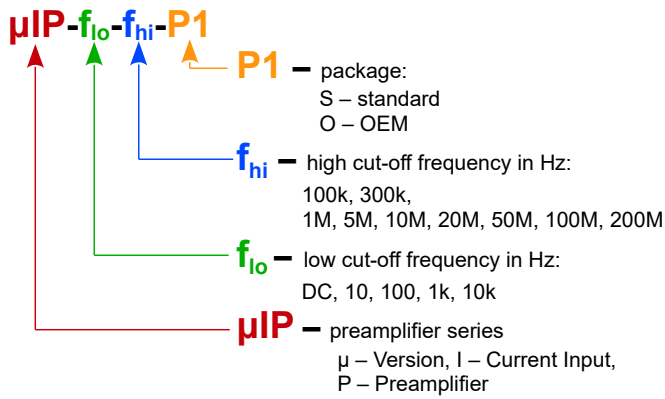 μIP-flo-fhi-P1
P1 – package:
S – standard
O – OEM
fhi – high cut-off frequency in Hz:
100k, 300k,
1M, 5M, 10M, 20M, 50M, 100M, 200M
flo – low cut-off frequency in Hz:
DC, 10, 100, 1k, 10k
μIP – preamplifier series
μ – Version, I – Current Input,
P – Preamplifier